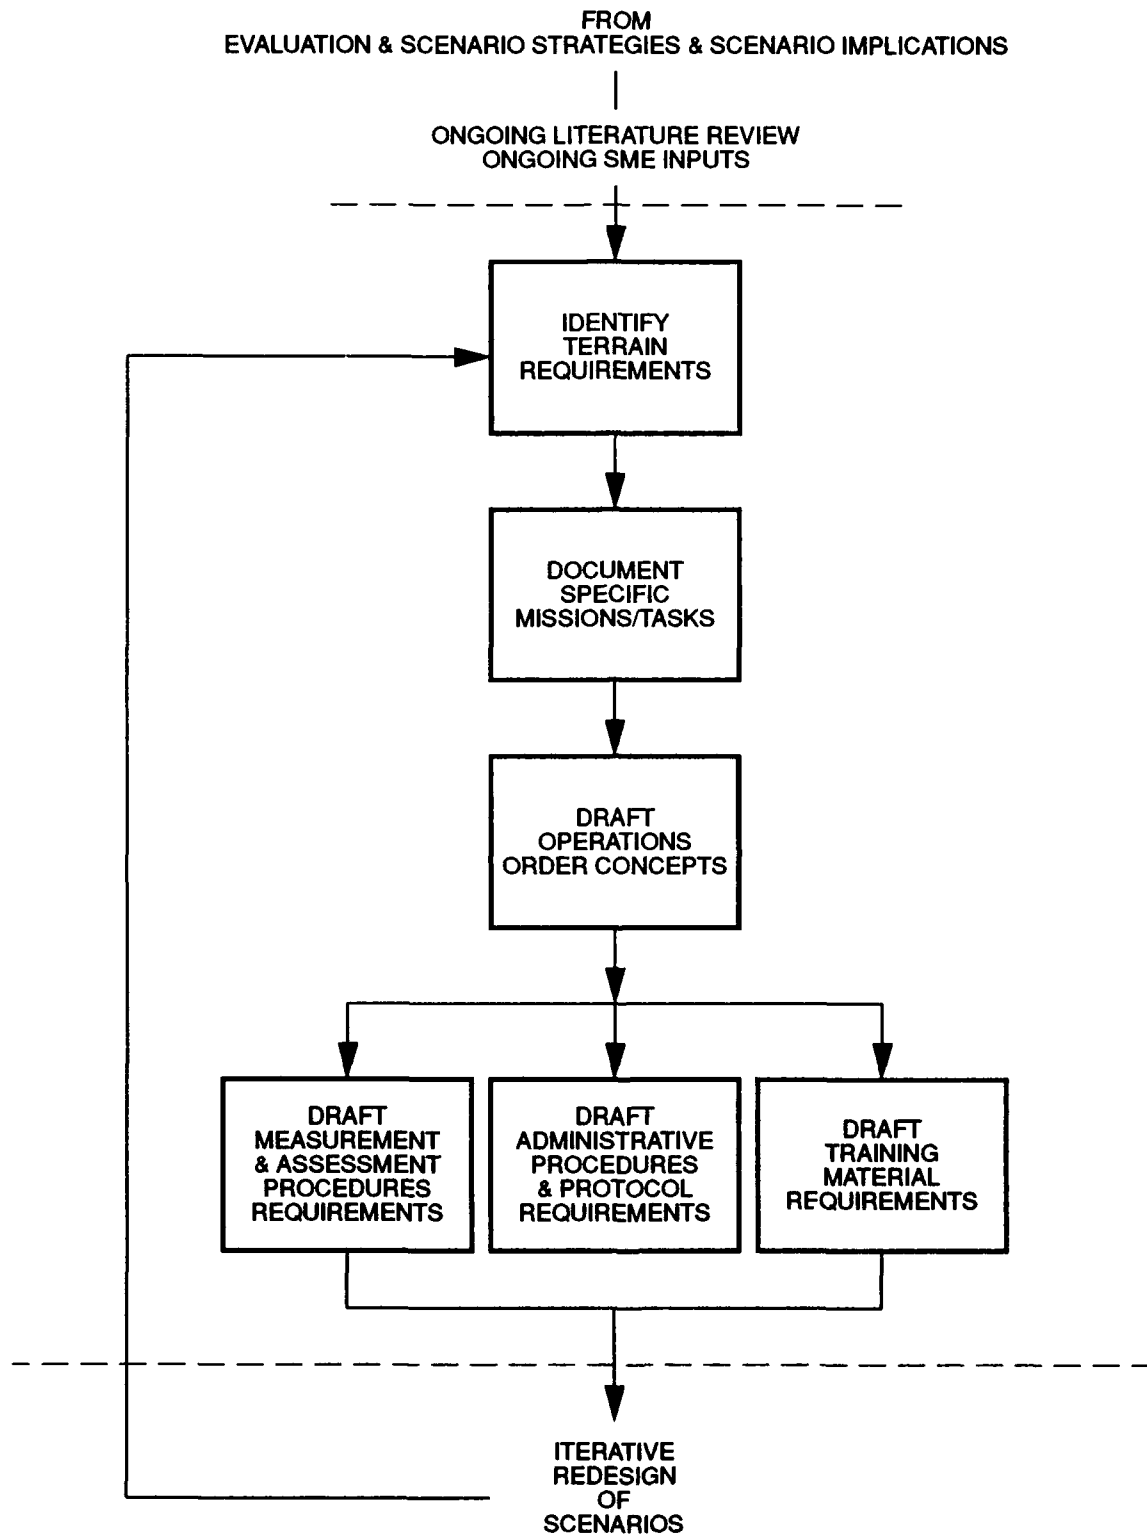 FROM
EVALUATION & SCENARIO STRATEGIES & SCENARIO IMPLICATIONS
ONGOING LITERATURE REVIEW
ONGOING SME INPUTS
IDENTIFY
TERRAIN
REQUIREMENTS
DOCUMENT
SPECIFIC
MISSIONS/TASKS
DRAFT
OPERATIONS
ORDER CONCEPTS
DRAFT
MEASUREMENT
& ASSESSMENT
PROCEDURES
REQUIREMENTS
DRAFT
ADMINISTRATIVE
PROCEDURES
& PROTOCOL
REQUIREMENTS
DRAFT
TRAINING
MATERIAL
REQUIREMENTS
ITERATIVE
REDESIGN
OF
SCENARIOS